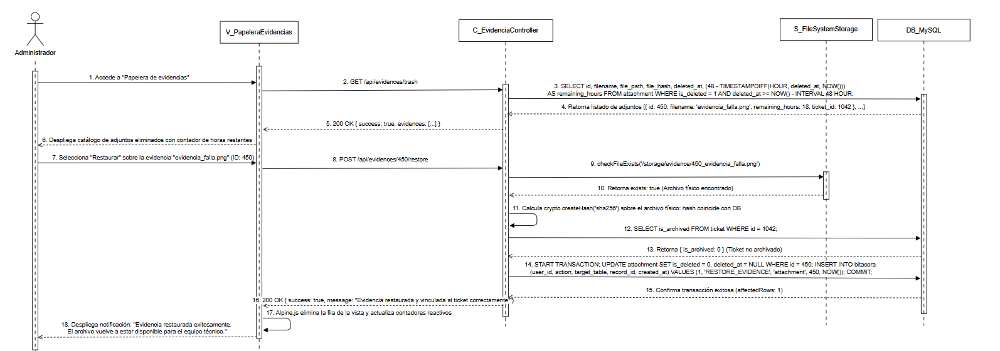 Administrador
V_PapeleraEvidencias
C_EvidenciaController
S_FileSystemStorage
DB_MySQL
1. Accede a "Papelera de evidencias"
2. GET /api/evidences/trash
3. SELECT id, filename, file_path, file_hash, deleted_at, (48 - TIMESTAMPDIFF(HOUR, deleted_at, NOW()))
AS remaining_hours FROM attachment WHERE is_deleted = 1 AND deleted_at >= NOW() - INTERVAL 48 HOUR;
4. Retorna listado de adjuntos [{ id: 450, filename: 'evidencia_falla.png', remaining_hours: 18, ticket_id: 1042 }, ...]
5. 200 OK { success: true, evidences: [...] }
6. Despliega catálogo de adjuntos eliminados con contador de horas restantes
7. Selecciona "Restaurar" sobre la evidencia "evidencia_falla.png" (ID: 450)
8. POST /api/evidences/450/restore
9. checkFileExists('/storage/evidence/450_evidencia_falla.png')
10. Retorna exists: true (Archivo físico encontrado)
11. Calcula crypto.createHash('sha256') sobre el archivo físico: hash coincide con DB
12. SELECT is_archived FROM ticket WHERE id = 1042;
13. Retorna { is_archived: 0 } (Ticket no archivado)
14. START TRANSACTION; UPDATE attachment SET is_deleted = 0, deleted_at = NULL WHERE id = 450; INSERT INTO bitacora
(user_id, action, target_table, record_id, created_at) VALUES (1, 'RESTORE_EVIDENCE', 'attachment', 450, NOW()); COMMIT;
15. Confirma transacción exitosa (affectedRows: 1)
16. 200 OK { success: true, message: "Evidencia restaurada y vinculada al ticket correctamente" }
17. Alpine.js elimina la fila de la vista y actualiza contadores reactivos
18. Despliega notificación: "Evidencia restaurada exitosamente.
El archivo vuelve a estar disponible para el equipo técnico."